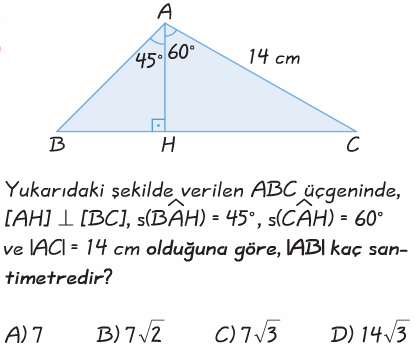 A
45° 60°
14 cm
B H C
Yukarıdaki şekilde verilen ABC üçgeninde,
[AH] ⊥ [BC], s(BÂH) = 45°, s(CÂH) = 60°
ve |AC| = 14 cm olduğuna göre, |AB| kaç san-
timetredir?
A) 7 B) 7√2 C) 7√3 D) 14√3